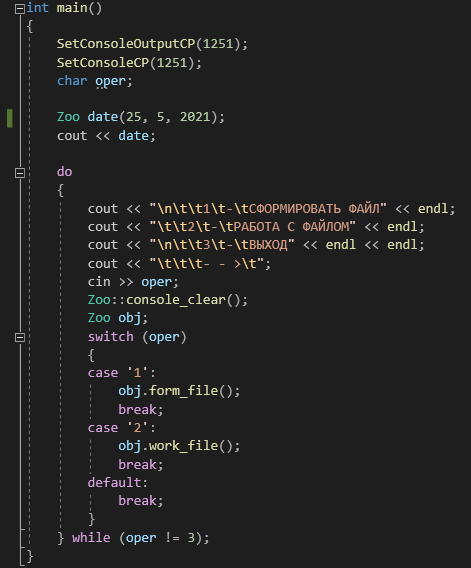 int main()
{
    SetConsoleOutputCP(1251);
    SetConsoleCP(1251);
    char oper;

    Zoo date(25, 5, 2021);
    cout << date;

    do
    {
        cout << "\n\t\t1\t-\tСФОРМИРОВАТЬ ФАЙЛ" << endl;
        cout << "\t\t2\t-\tРАБОТА С ФАЙЛОМ" << endl;
        cout << "\n\t\t3\t-\tВЫХОД" << endl << endl;
        cout << "\t\t\t- - >\t";
        cin >> oper;
        Zoo::console_clear();
        Zoo obj;
        switch (oper)
        {
        case '1':
            obj.form_file();
            break;
        case '2':
            obj.work_file();
            break;
        default:
            break;
        }
    } while (oper != 3);
}